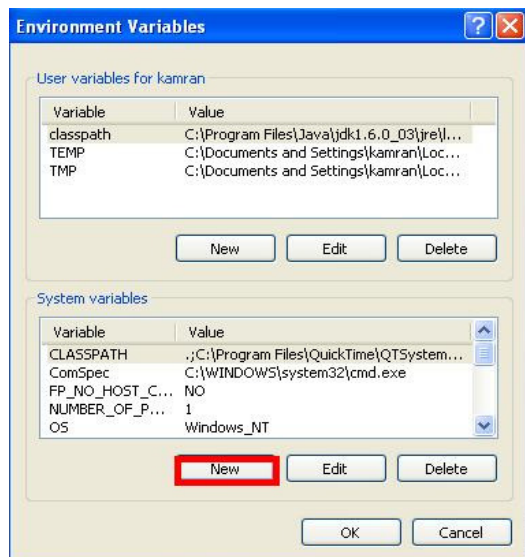 Environment Variables
User variables for kamran
Variable Value
classpath C:\Program Files\Java\jdk1.6.0_03\jre\l...
TEMP C:\Documents and Settings\kamran\Loc...
TMP C:\Documents and Settings\kamran\Loc...
New Edit Delete
System variables
Variable Value
CLASSPATH .;C:\Program Files\QuickTime\QTSystem...
ComSpec C:\WINDOWS\system32\cmd.exe
FP_NO_HOST_C... NO
NUMBER_OF_P... 1
OS Windows_NT
New Edit Delete
OK Cancel